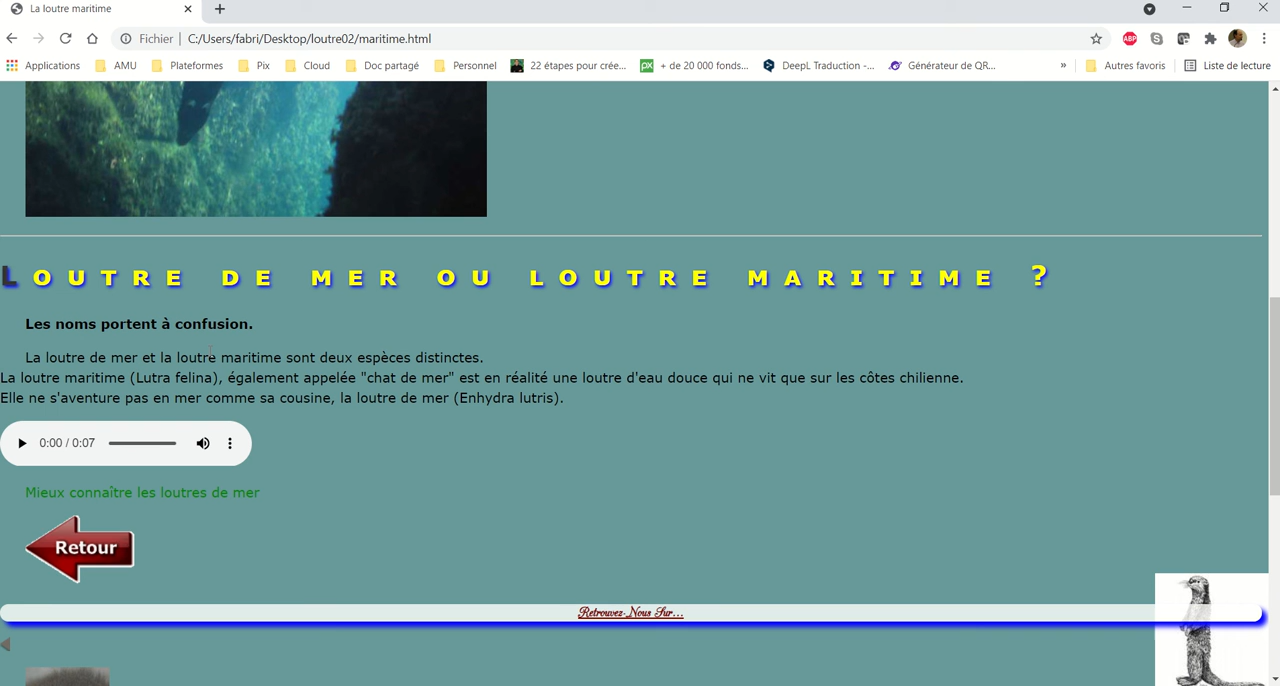 La loutre maritime
Fichier | C:/Users/fabri/Desktop/loutre02/maritime.html
ABP
Applications AMU Plateformes Pix Cloud Doc partagé Personnel 22 étapes pour crée... px + de 20 000 fonds... DeepL Traduction -... Générateur de QR... » Autres favoris Liste de lecture
LOUTRE DE MER OU LOUTRE MARITIME ?
Les noms portent à confusion.
La loutre de mer et la loutre maritime sont deux espèces distinctes.
La loutre maritime (Lutra felina), également appelée "chat de mer" est en réalité une loutre d'eau douce qui ne vit que sur les côtes chilienne.
Elle ne s'aventure pas en mer comme sa cousine, la loutre de mer (Enhydra lutris).
0:00 / 0:07
Mieux connaître les loutres de mer
Retour
Retrouvez-Nous Sur...